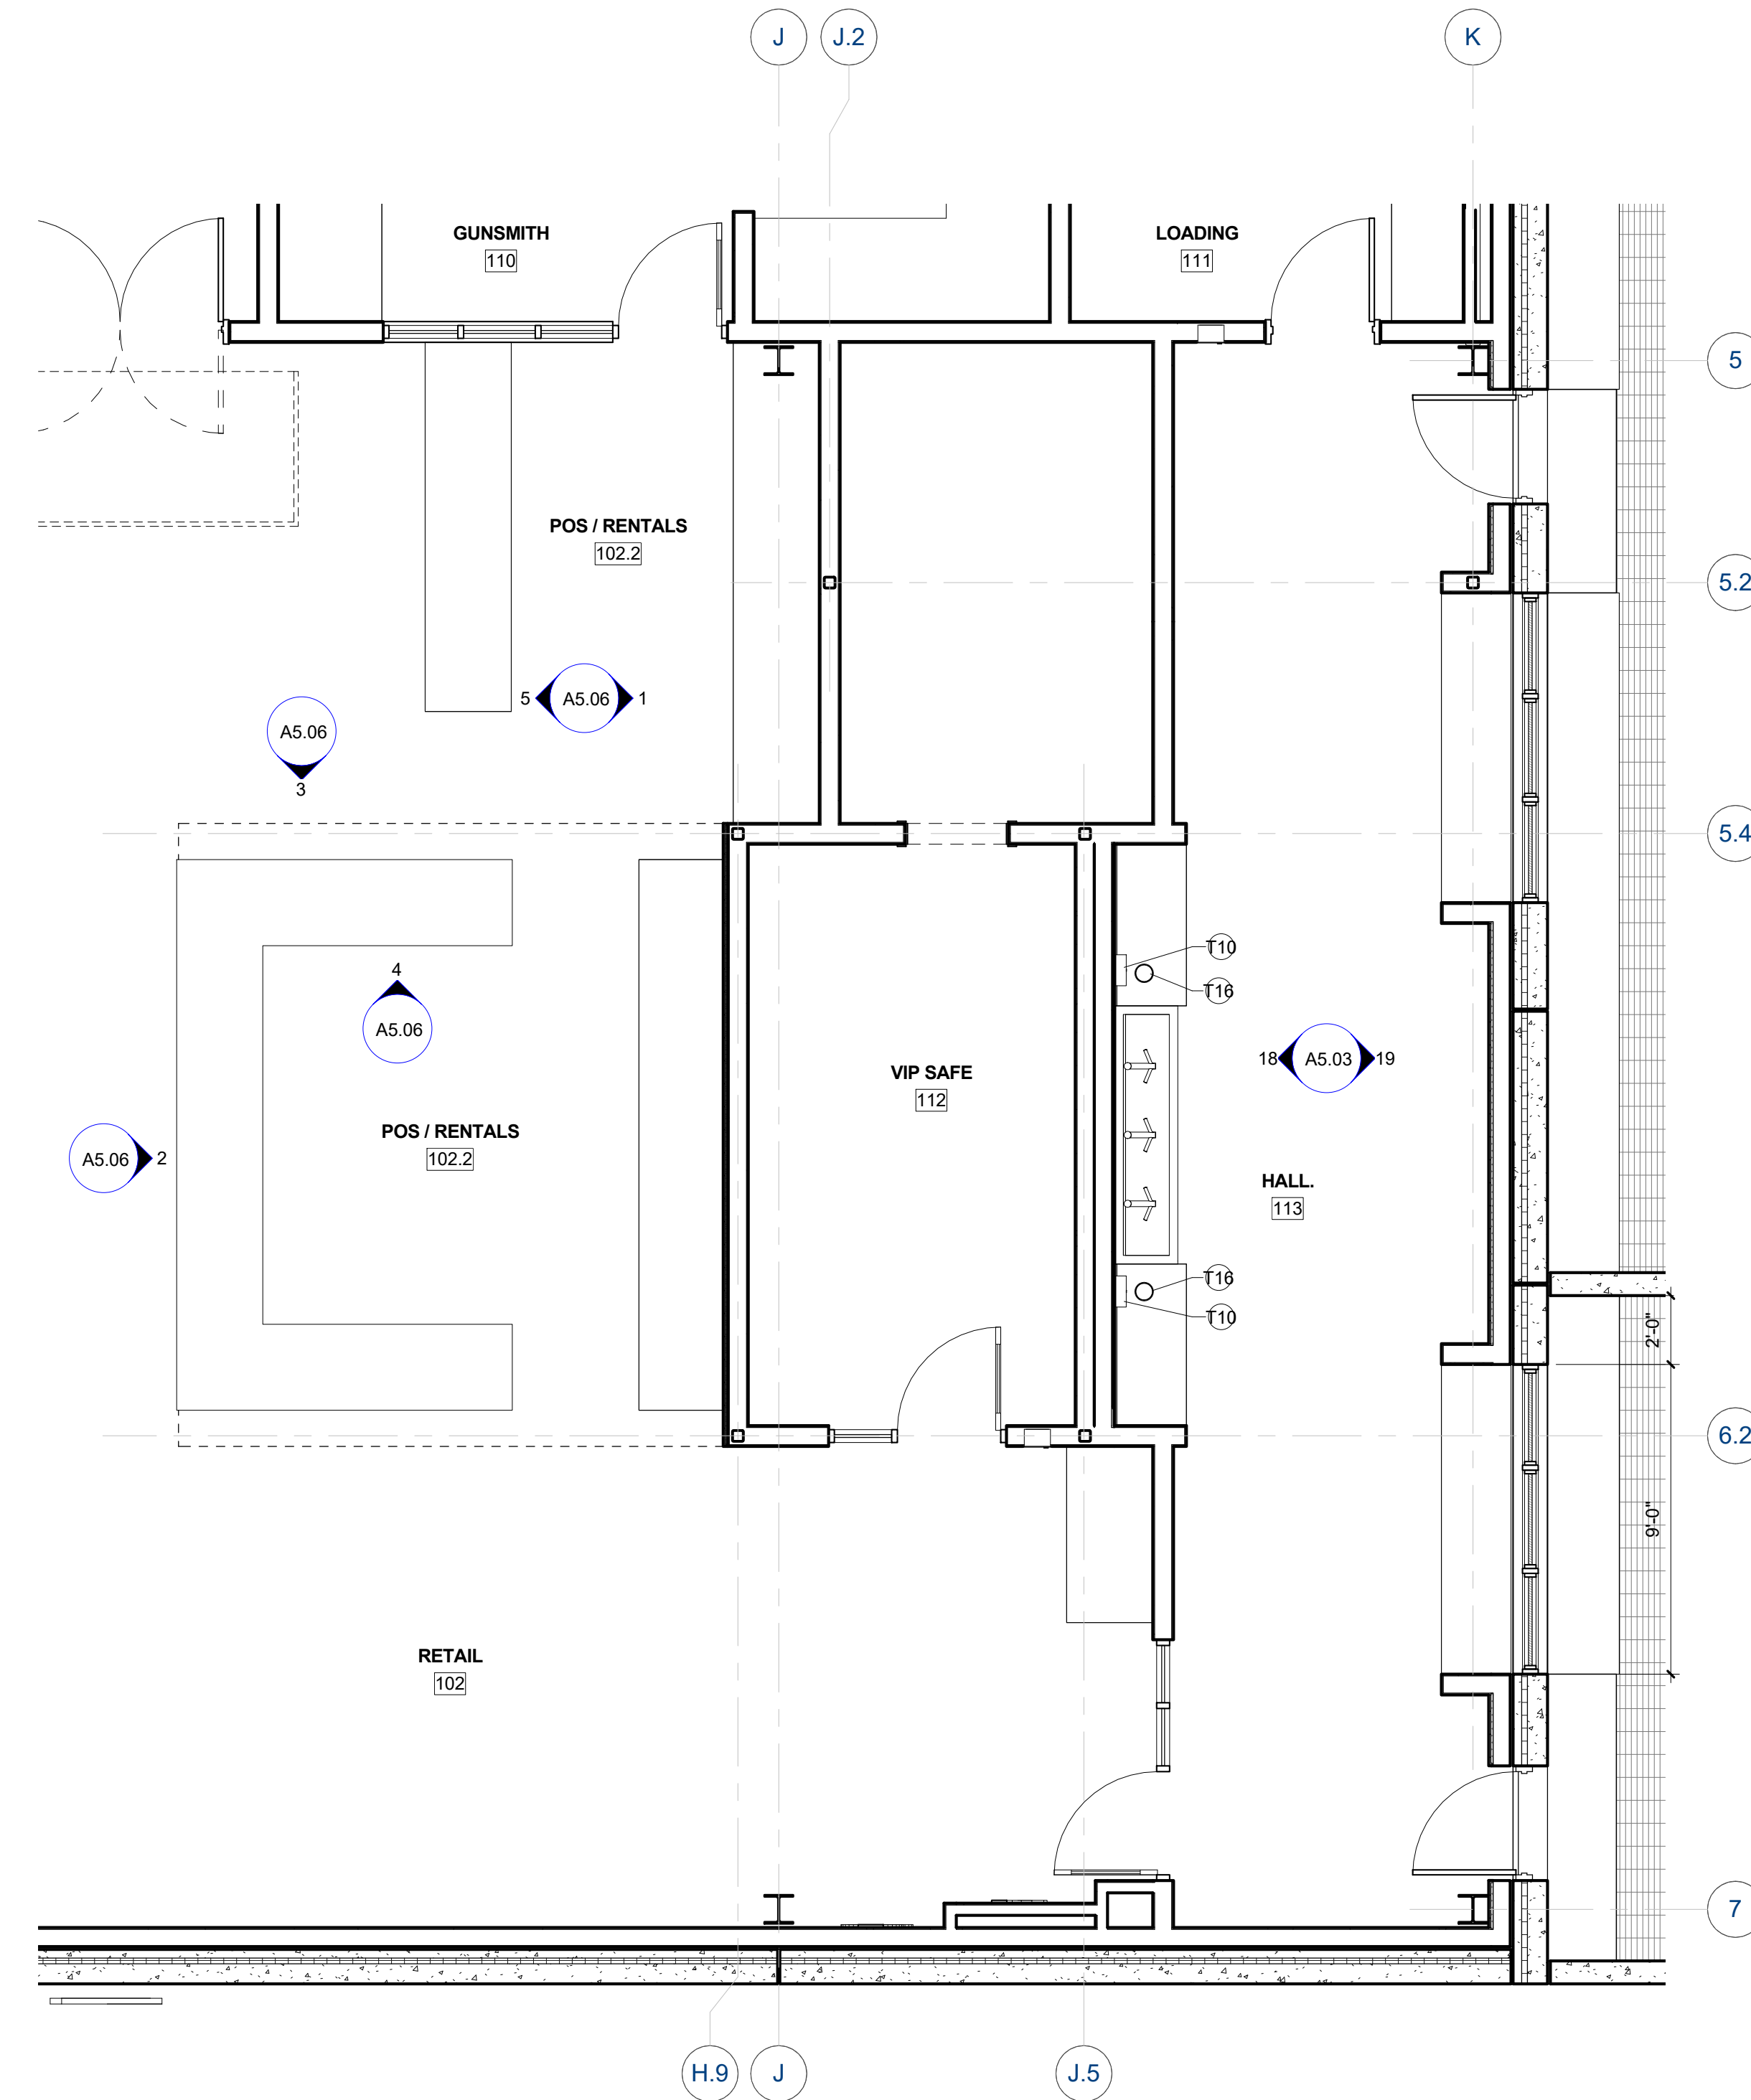 J
J.2
K
GUNSMITH
110
LOADING
111
5
POS / RENTALS
102.2
5.2
5
A5.06
1
A5.06
3
5.4
T10
T16
4
A5.06
18
A5.03
19
VIP SAFE
112
POS / RENTALS
102.2
A5.06
2
HALL.
113
T16
T10
2'-0"
6.2
9'-0"
RETAIL
102
7
H.9
J
J.5